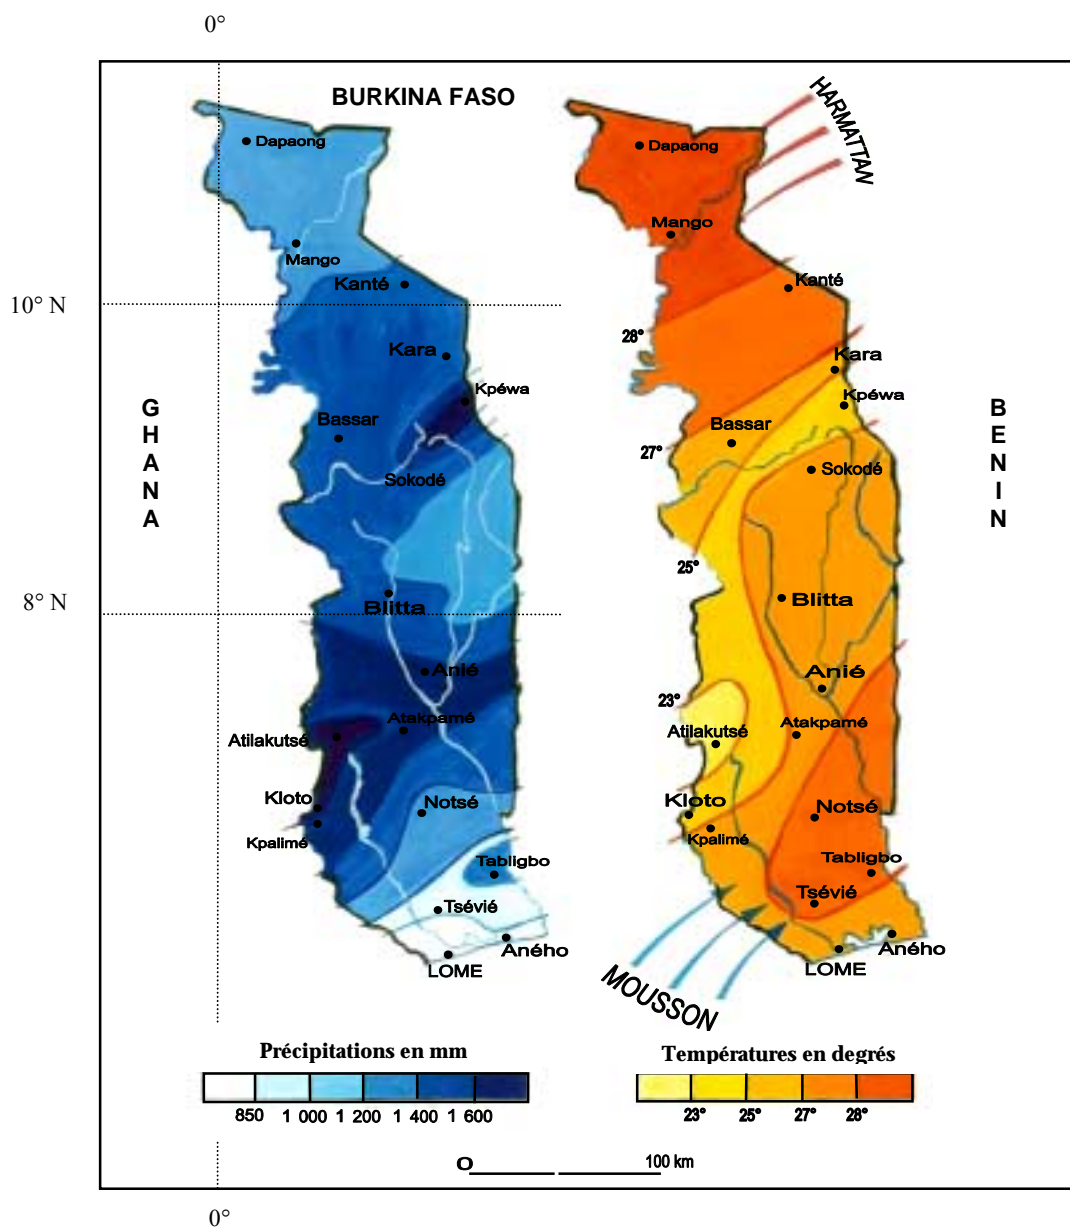 0°
BURKINA FASO
HARMATTAN
Dapaong
Mango
Kanté
10° N
Kara
Kpéwa
Bassar
Sokodé
GHANA
8° N
Blitta
Anié
Atakpamé
Atilakutsé
Kloto
Kpalimé
Notsé
Tabligbo
Tsévié
Aného
LOME
Dapaong
Mango
Kanté
28°
Kara
Kpéwa
Bassar
27°
Sokodé
BENIN
25°
Blitta
Anié
23°
Atilakutsé
Atakpamé
Kloto
Kpalimé
Notsé
Tabligbo
Tsévié
Aného
LOME
MOUSSON
Précipitations en mm
850 1 000 1 200 1 400 1 600
Températures en degrés
23° 25° 27° 28°
O 100 km
0°